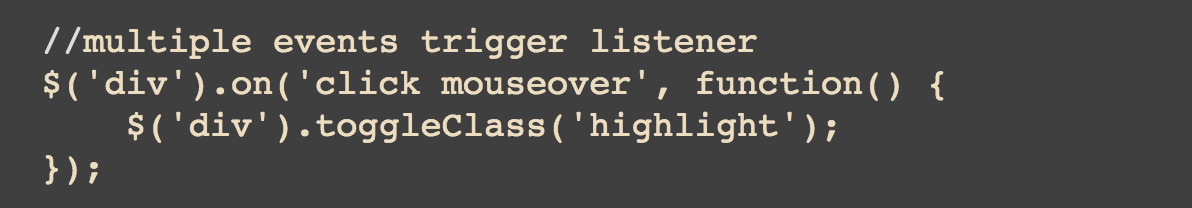 //multiple events trigger listener
$('div').on('click mouseover', function() {
    $('div').toggleClass('highlight');
});